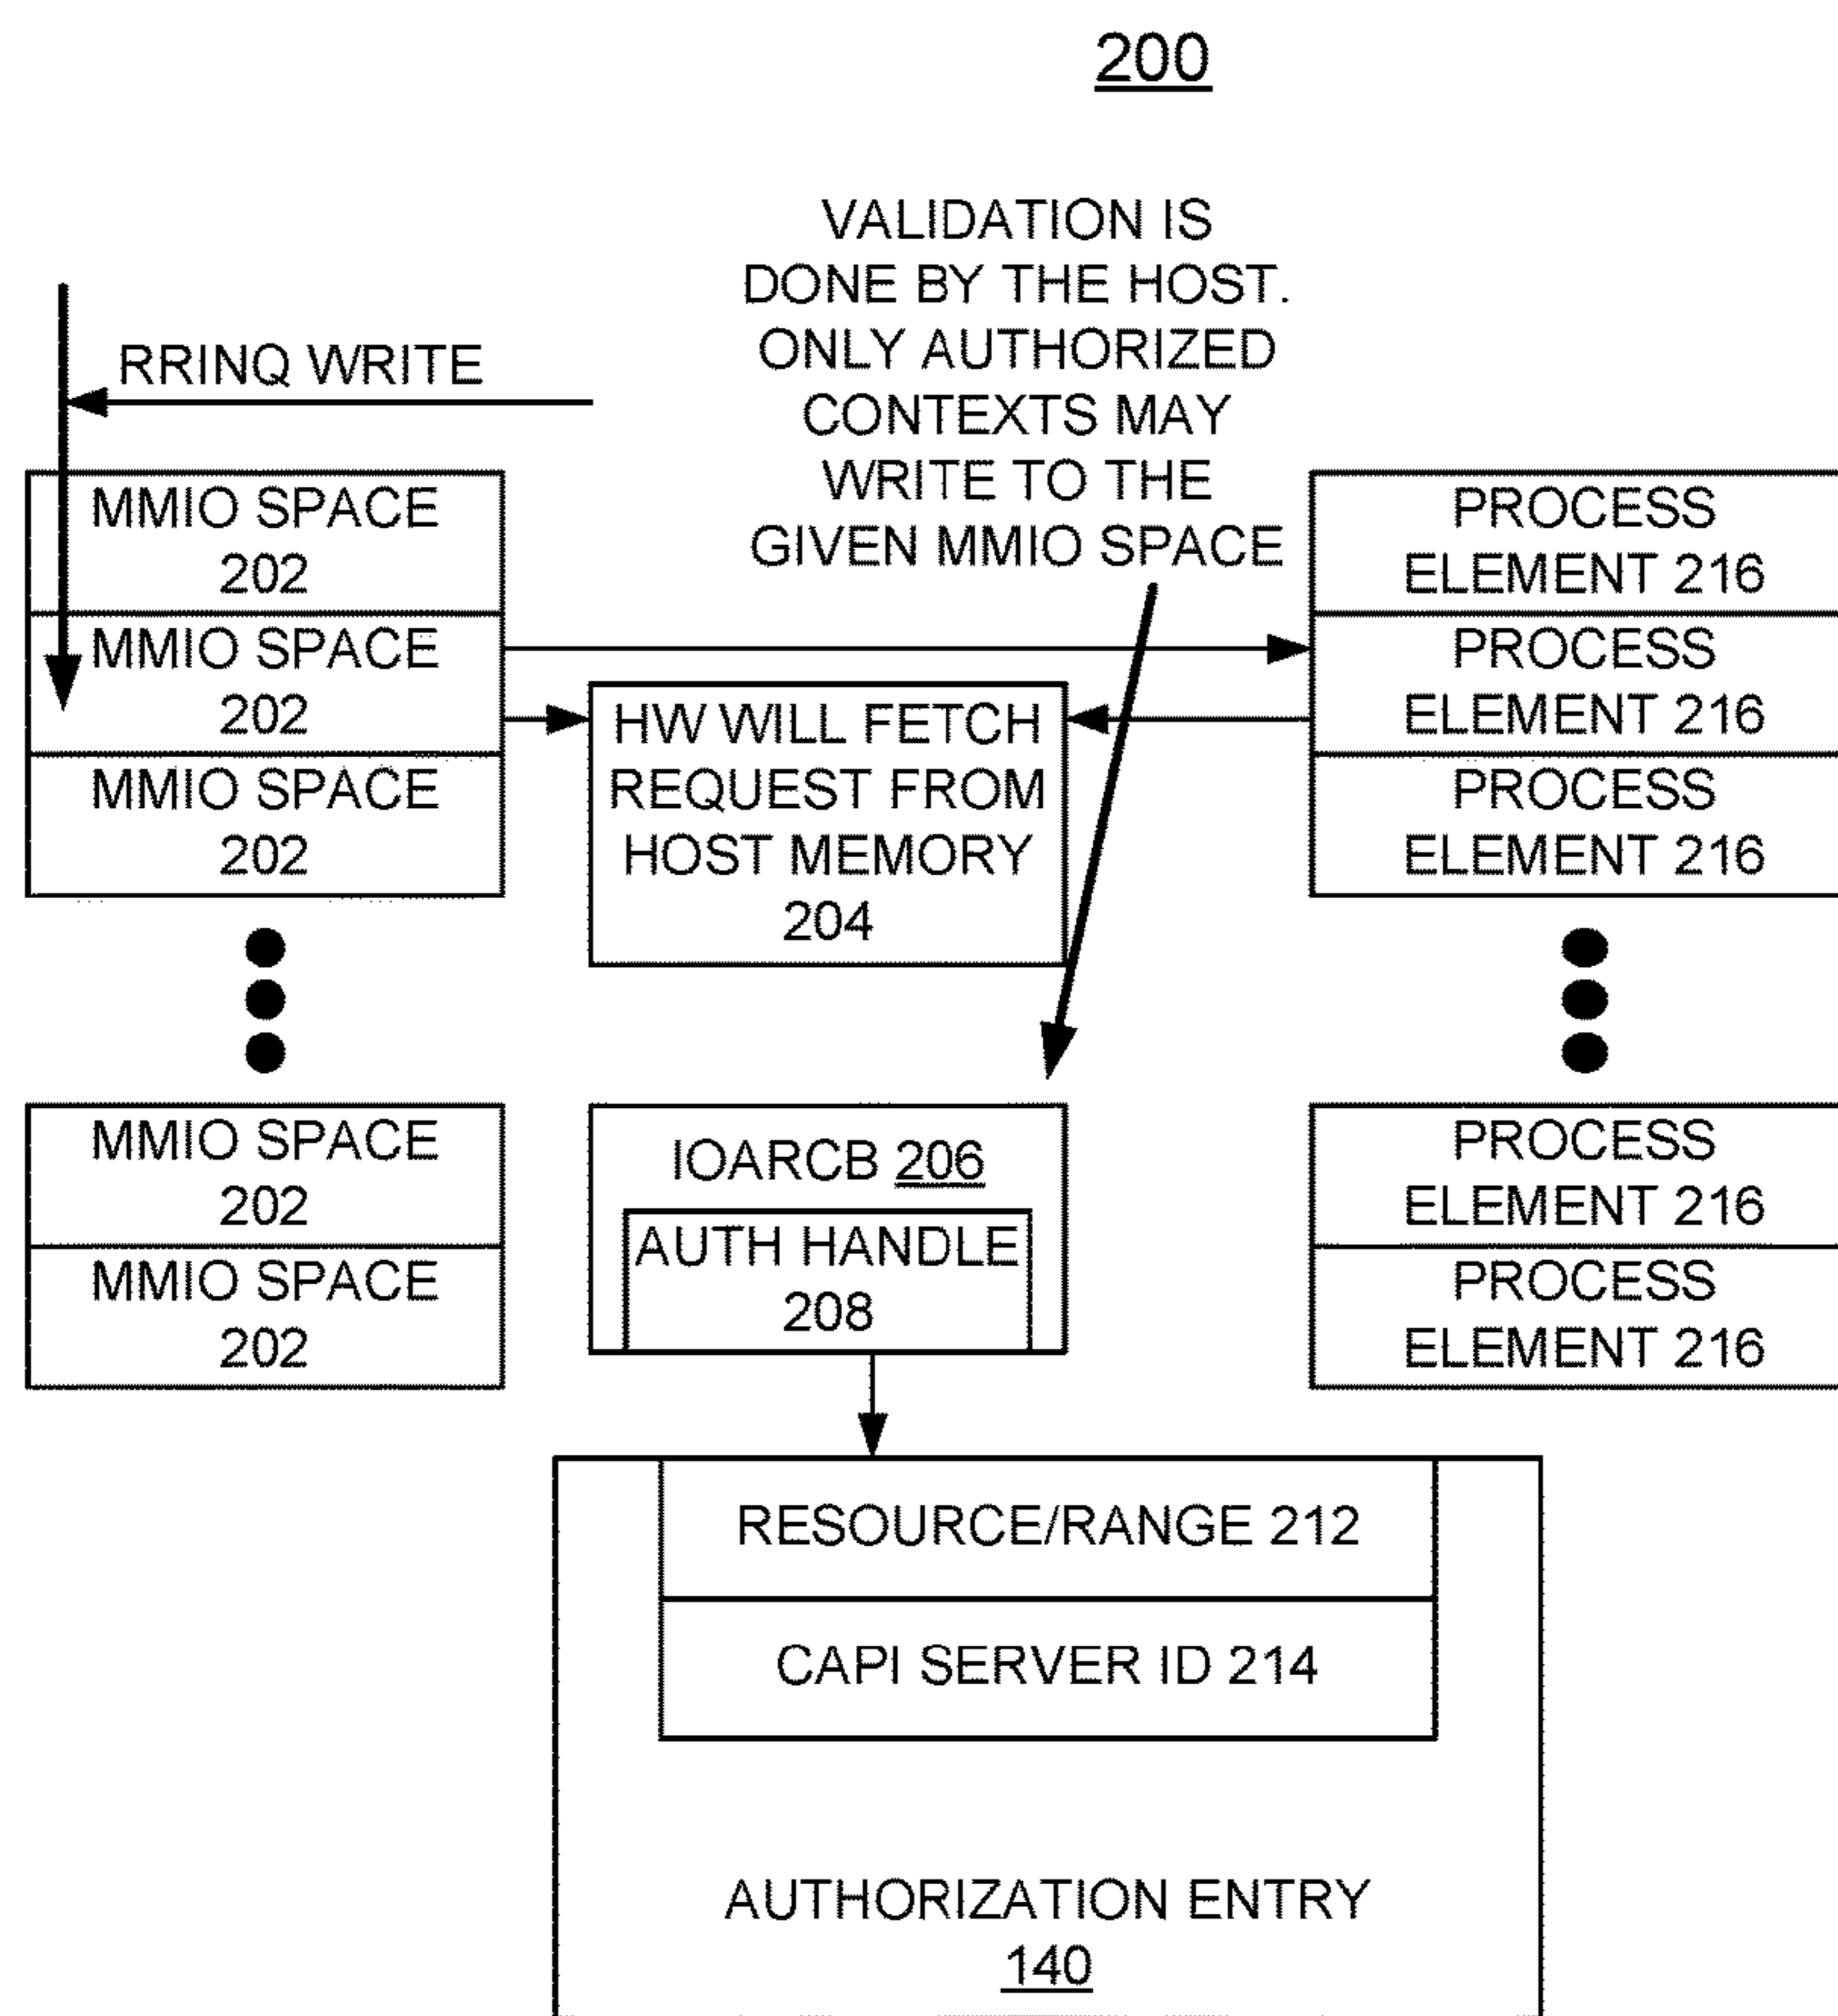 200
VALIDATION IS
DONE BY THE HOST.
ONLY AUTHORIZED
CONTEXTS MAY
WRITE TO THE
GIVEN MMIO SPACE
RRINQ WRITE
MMIO SPACE
202
MMIO SPACE
202
MMIO SPACE
202
HW WILL FETCH
REQUEST FROM
HOST MEMORY
204
PROCESS
ELEMENT 216
PROCESS
ELEMENT 216
PROCESS
ELEMENT 216
MMIO SPACE
202
MMIO SPACE
202
IOARCB 206
AUTH HANDLE
208
PROCESS
ELEMENT 216
PROCESS
ELEMENT 216
RESOURCE/RANGE 212
CAPI SERVER ID 214
AUTHORIZATION ENTRY
140